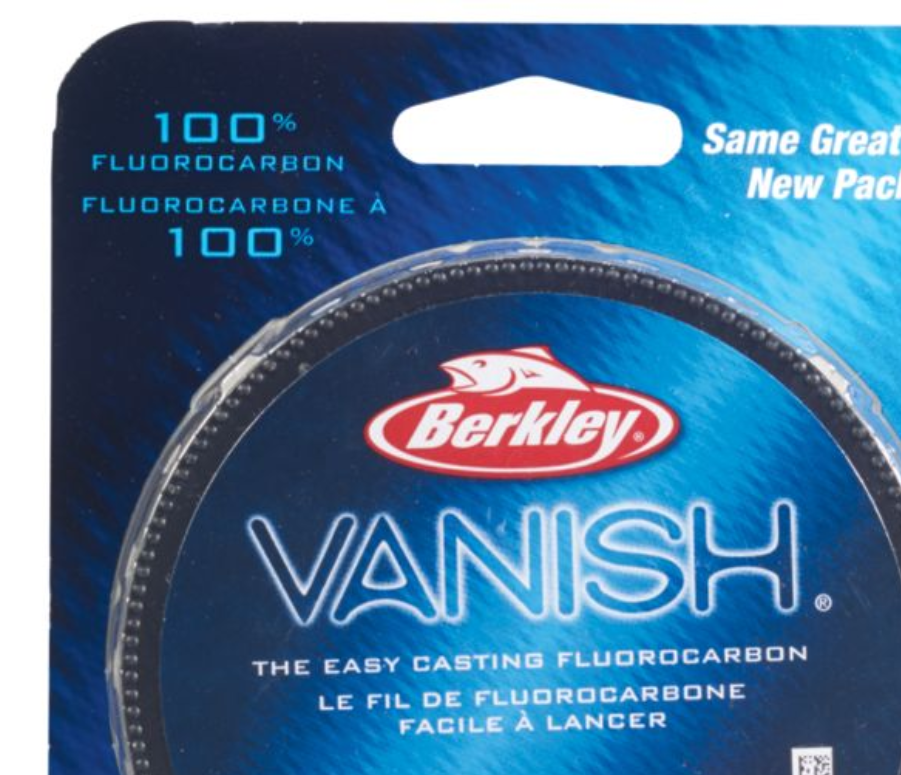 100%
FLUOROCARBON
FLUOROCARBONE À
100%
Same Great
New
Berkley®
VANISH®
THE EASY CASTING FLUOROCARBON
LE FIL DE FLUOROCARBONE
FACILE À LANCER